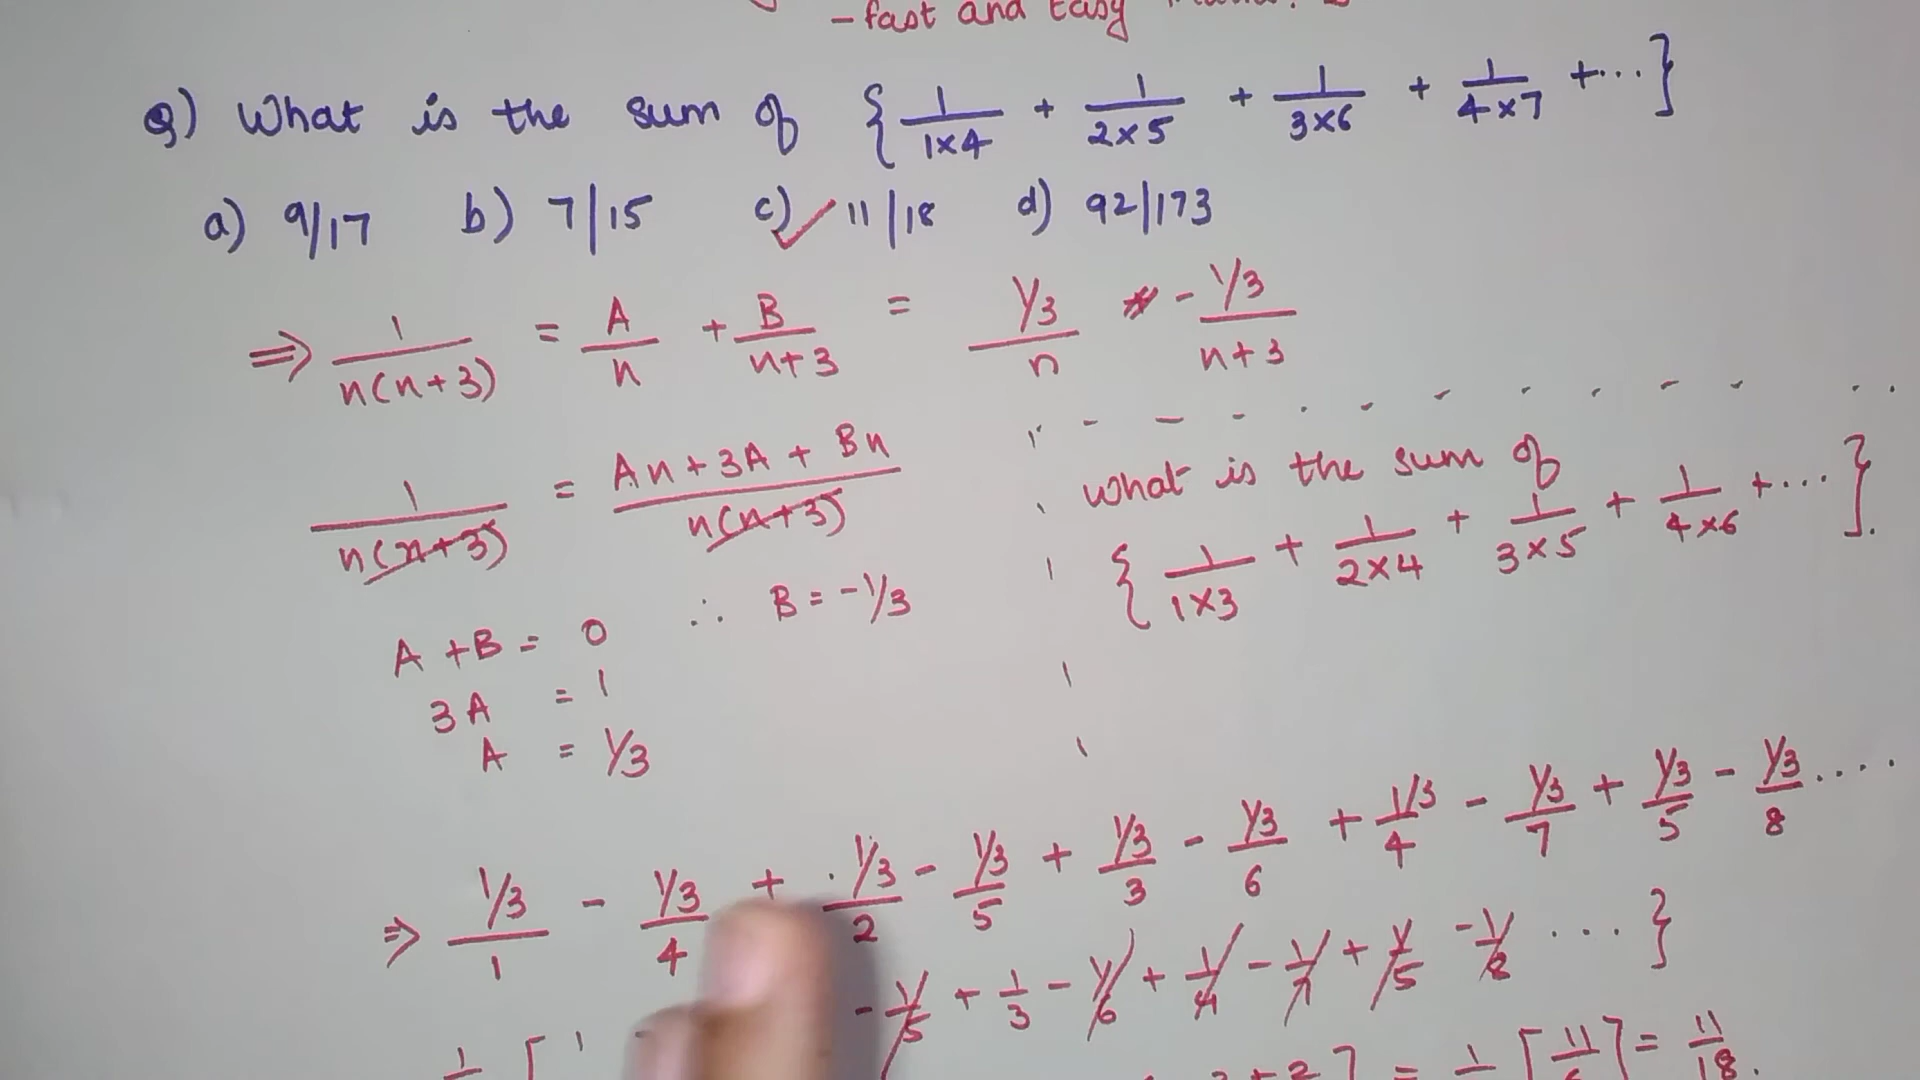 - fast and Easy
Q) What is the sum of { 1/(1×4) + 1/(2×5) + 1/(3×6) + 1/(4×7) + ... }
a) 9/17 b) 7/15 c) ✓ 11/18 d) 92/173
⇒ 1/(n(n+3)) = A/n + B/(n+3) = (1/3)/n - (1/3)/(n+3)
1/(n(n+3)) = (An + 3A + Bn)/(n(n+3))
A + B = 0 ∴ B = -1/3
3A = 1
A = 1/3
What is the sum of
{ 1/(1×3) + 1/(2×4) + 1/(3×5) + 1/(4×6) + ... }.
⇒ (1/3)/1 - (1/3)/4 + (1/3)/2 - (1/3)/5 + (1/3)/3 - (1/3)/6 + (1/3)/4 - (1/3)/7 + (1/3)/5 - (1/3)/8 ....
- 1/5 + 1/3 - 1/6 + 1/4 - 1/7 + 1/5 - 1/8 ... }
= [11/6] = 11/18.